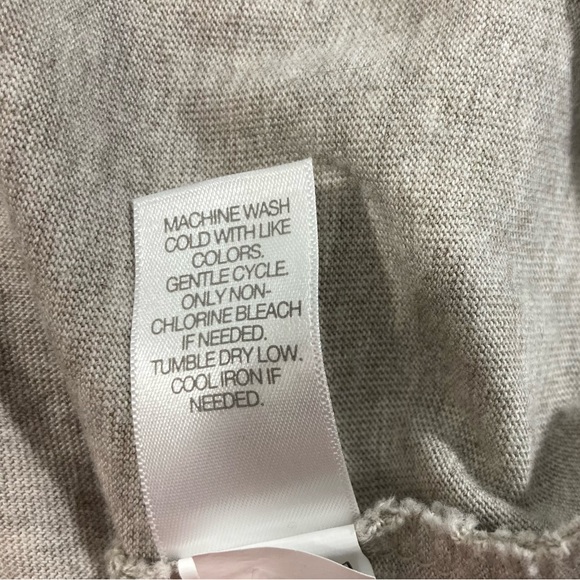 MACHINE WASH
COLD WITH LIKE
COLORS.
GENTLE CYCLE.
ONLY NON-
CHLORINE BLEACH
IF NEEDED.
TUMBLE DRY LOW.
COOL IRON IF
NEEDED.